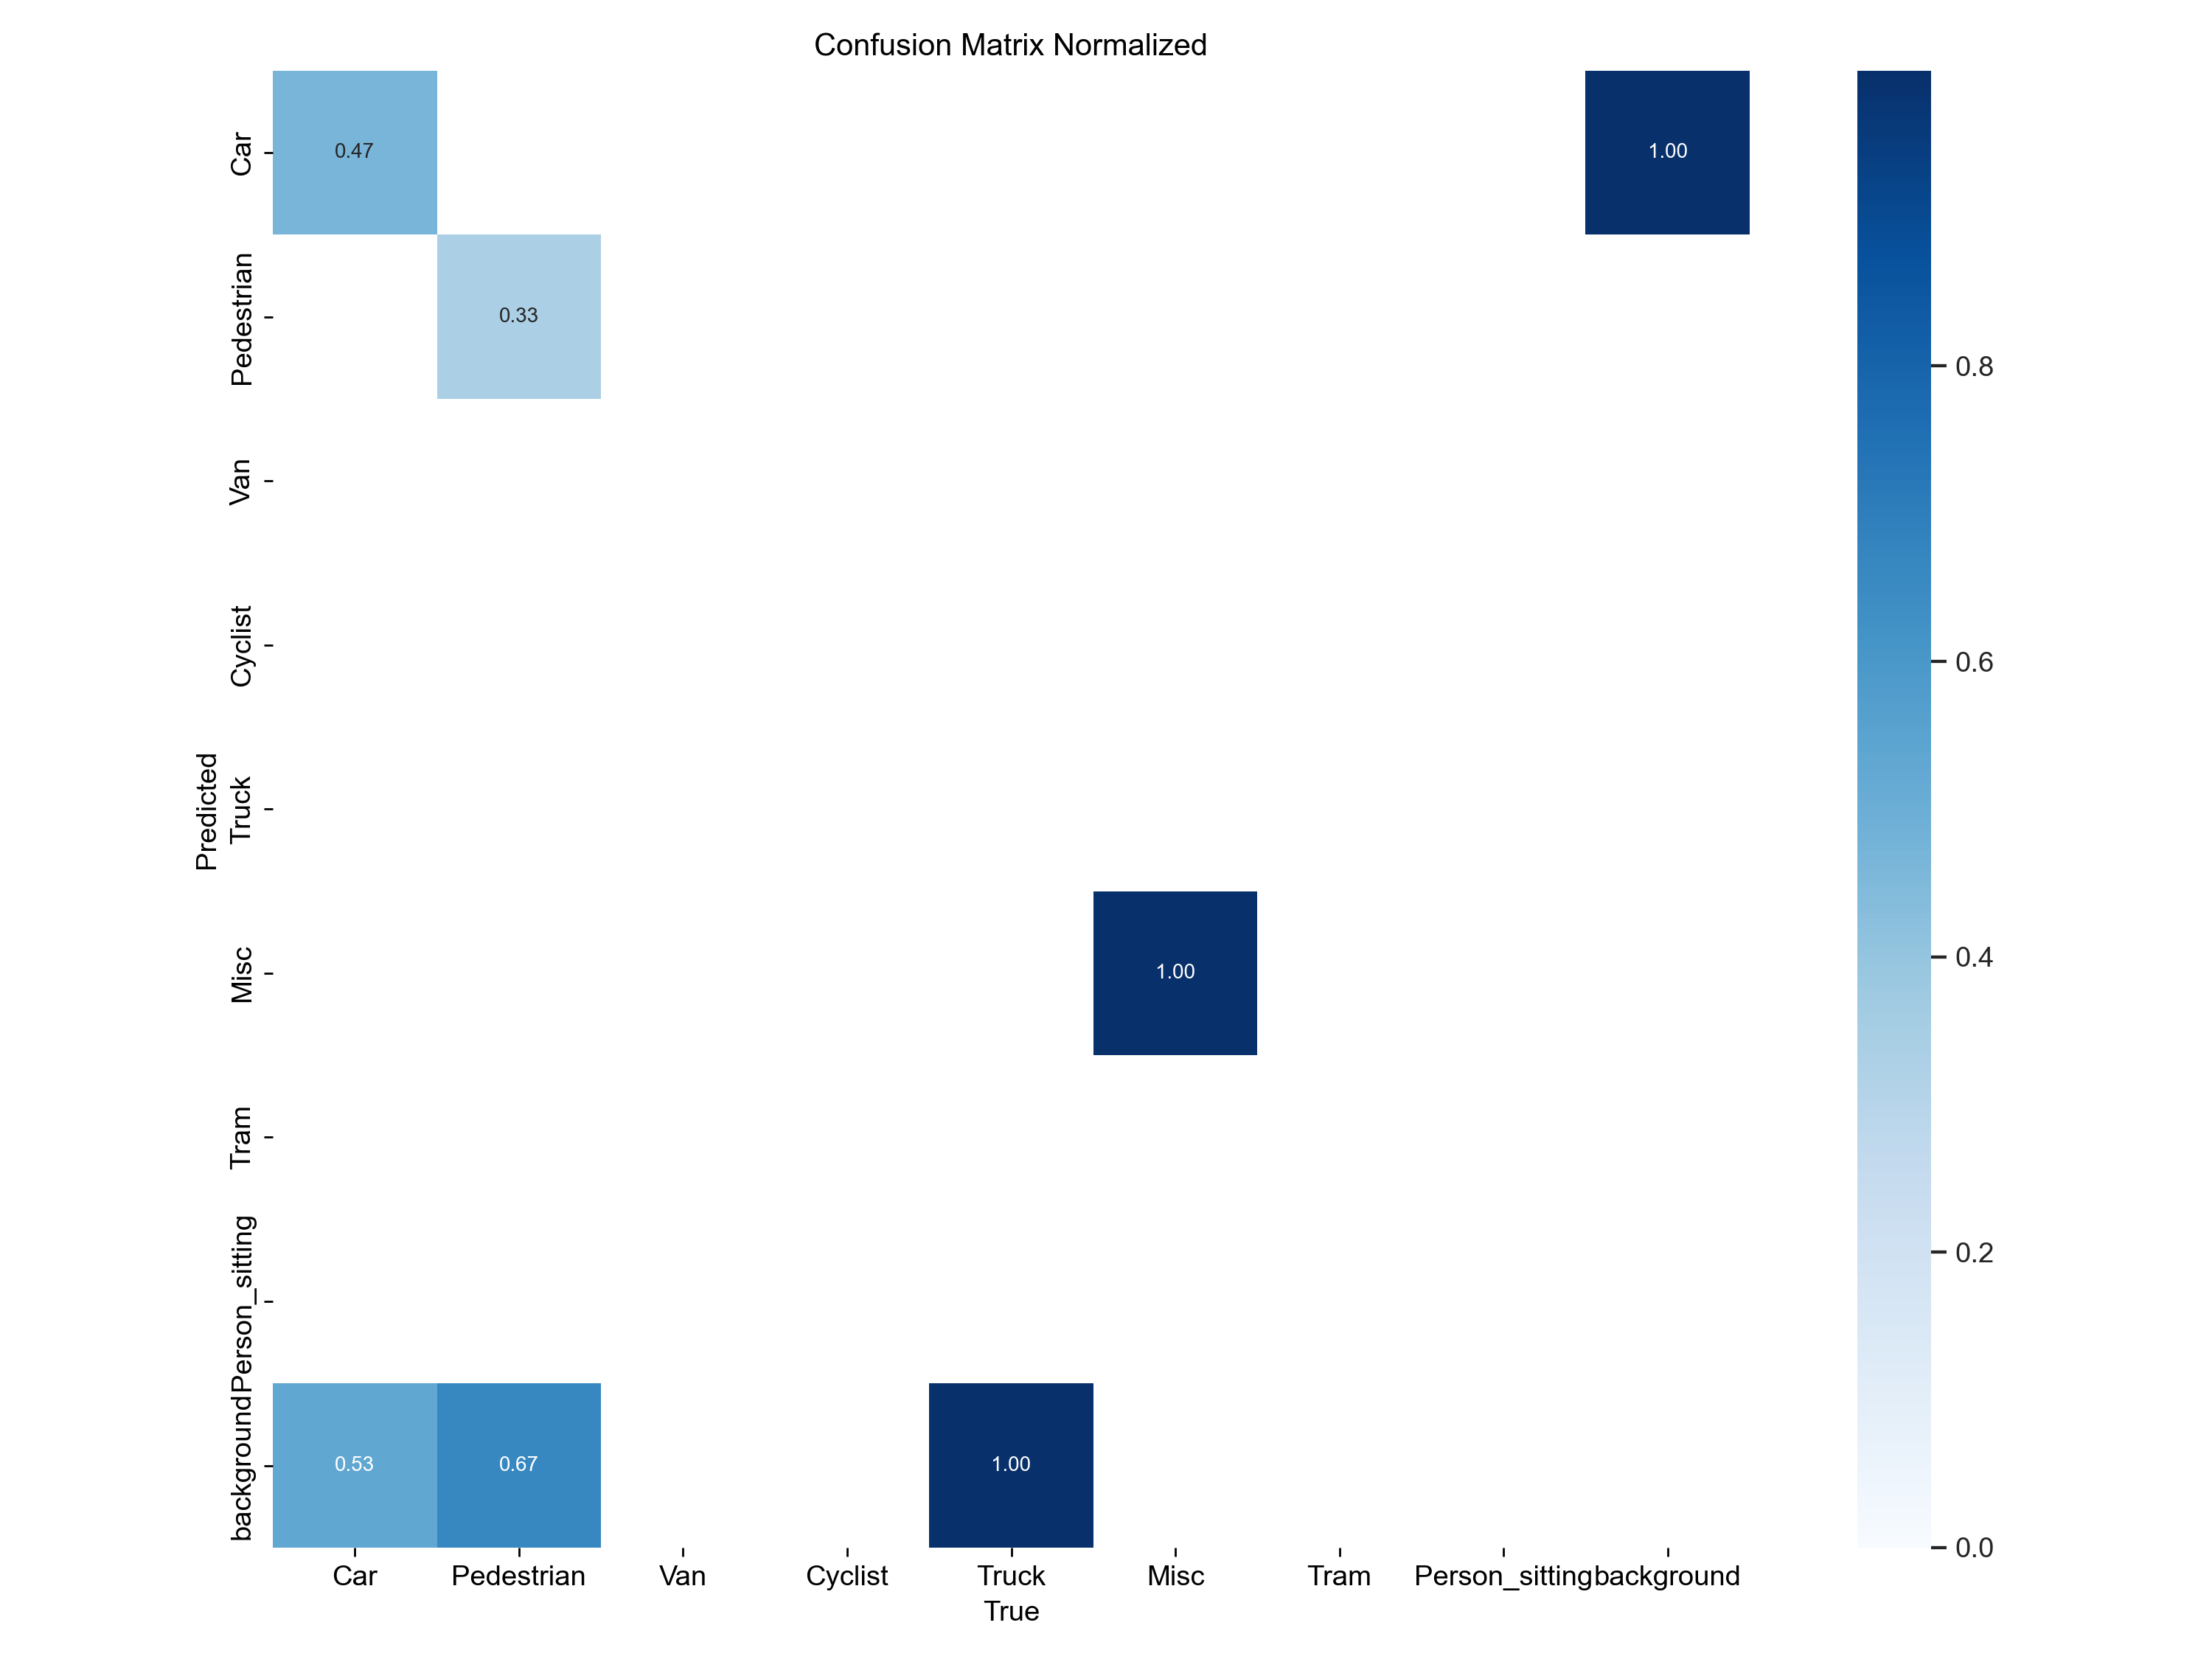 Confusion Matrix Normalized
Car
0.47
1.00
Pedestrian
0.33
0.8
Van
Cyclist
0.6
Predicted
Truck
Misc
1.00
0.4
Tram
Person_sitting
0.2
background
0.53
0.67
1.00
0.0
Car Pedestrian Van Cyclist Truck Misc Tram Person_sitting background
True